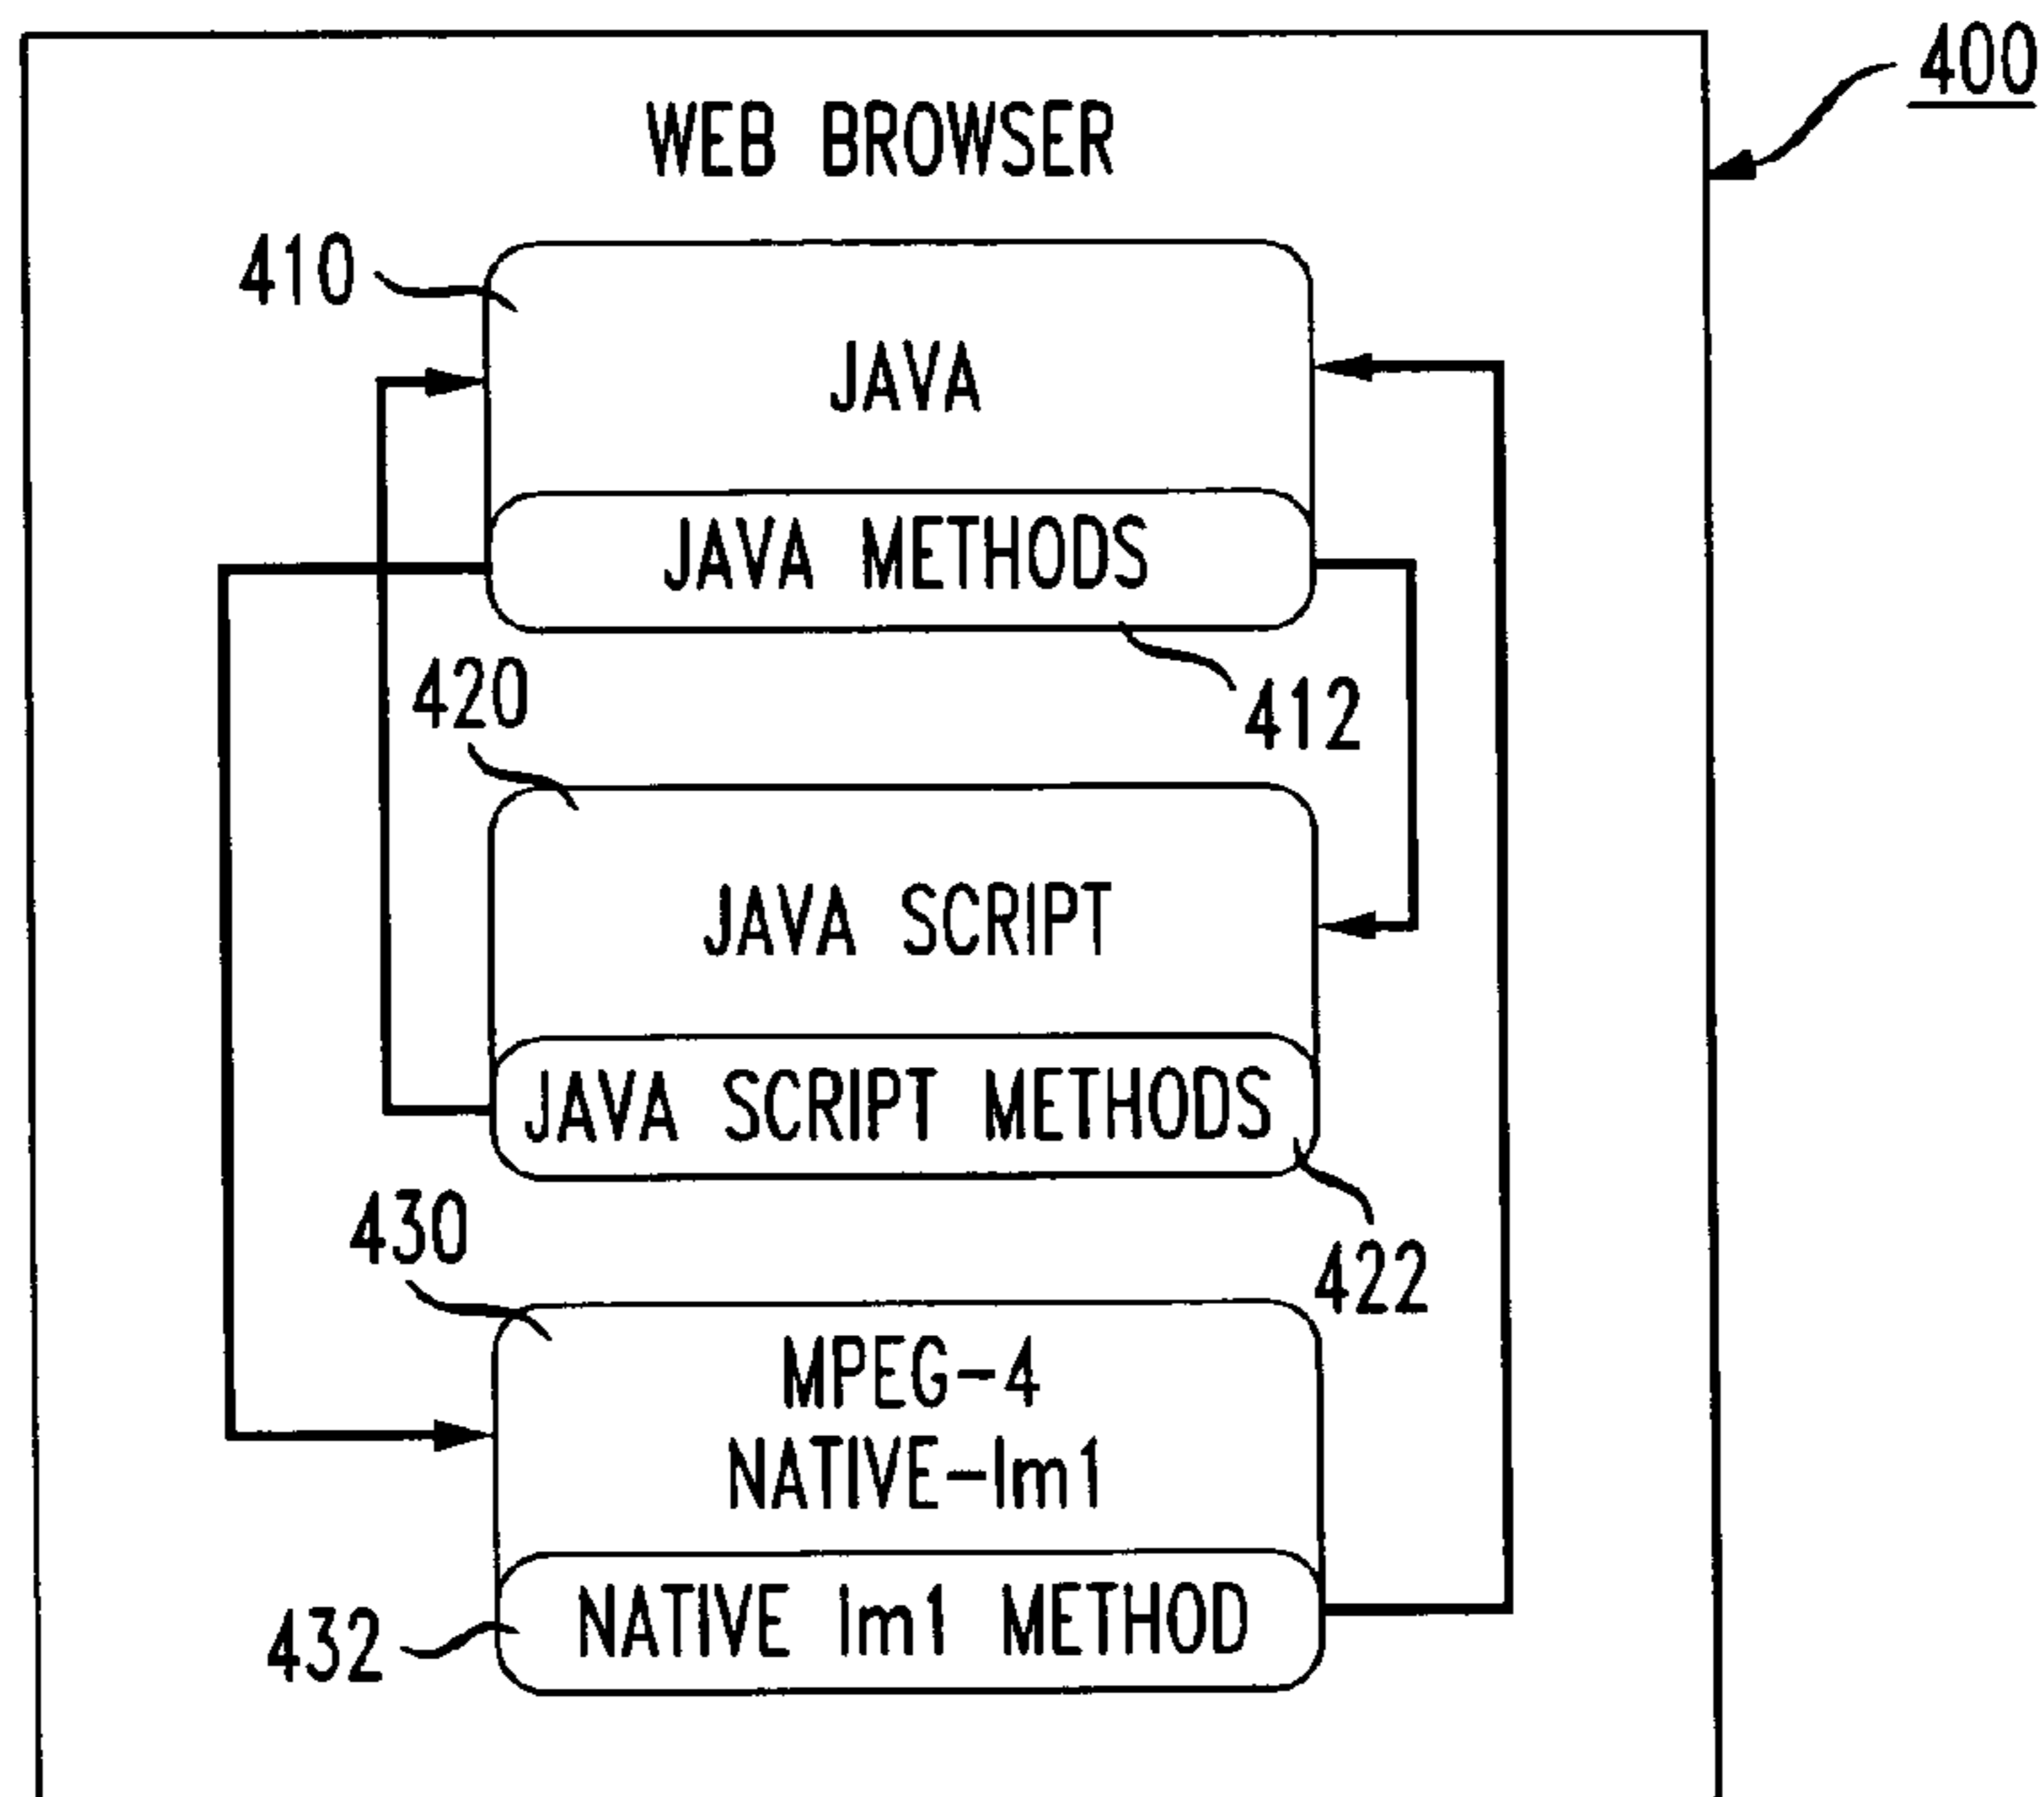 400
WEB BROWSER
410
JAVA
JAVA METHODS
412
420
JAVA SCRIPT
JAVA SCRIPT METHODS
422
430
MPEG-4
NATIVE-Im1
NATIVE Im1 METHOD
432